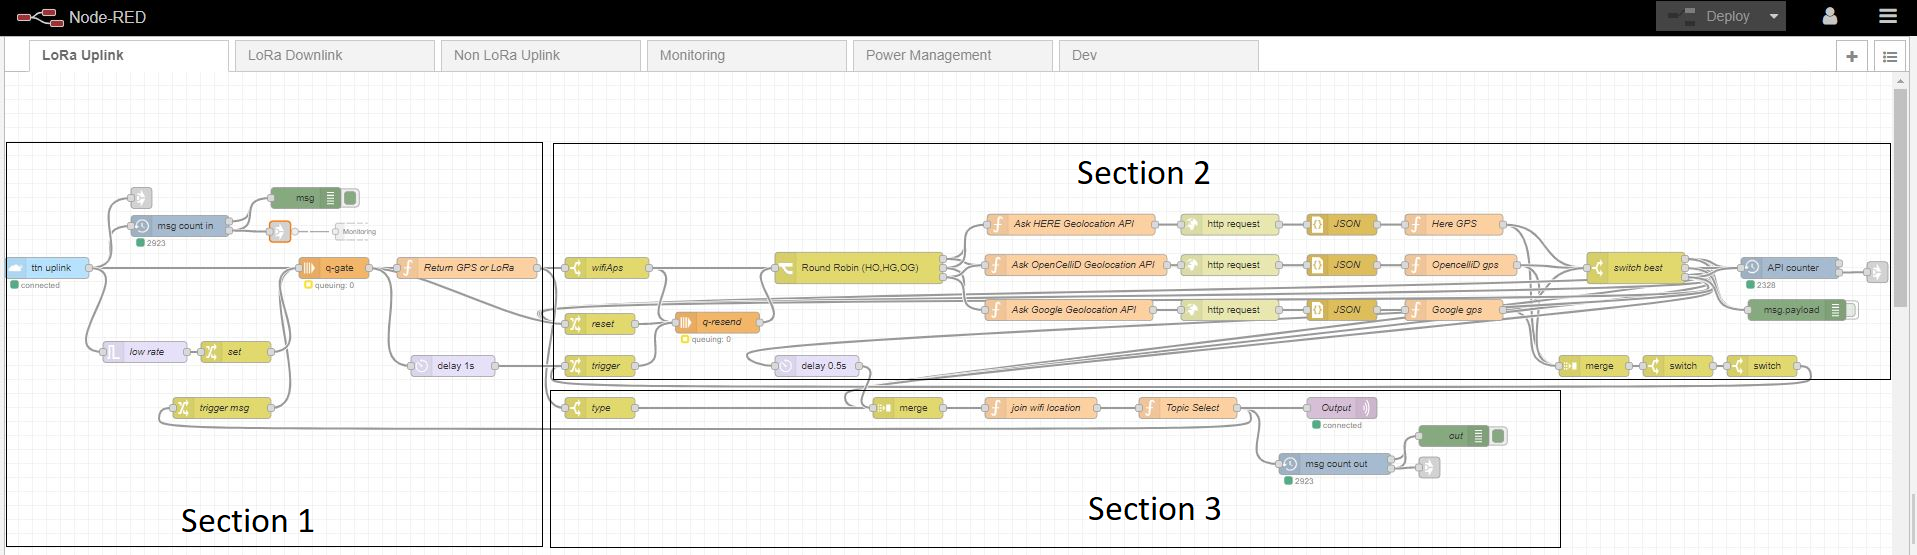 Node-RED
Deploy
LoRa Uplink
LoRa Downlink
Non LoRa Uplink
Monitoring
Power Management
Dev
Section 1
ttn uplink
connected
msg count in
2923
msg
Monitoring
q-gate
queuing: 0
Return GPS or LoRa
low rate
set
delay 1s
trigger msg
Section 2
wifiAps
reset
trigger
q-resend
queuing: 0
Round Robin (HO,HG,OG)
delay 0.5s
Ask HERE Geolocation API
http request
JSON
Here GPS
Ask OpenCelliD Geolocation API
http request
JSON
OpencelliD gps
Ask Google Geolocation API
http request
JSON
Google gps
switch best
API counter
2328
msg.payload
merge
switch
switch
Section 3
type
merge
join wifi location
Topic Select
Output
connected
out
msg count out
2923